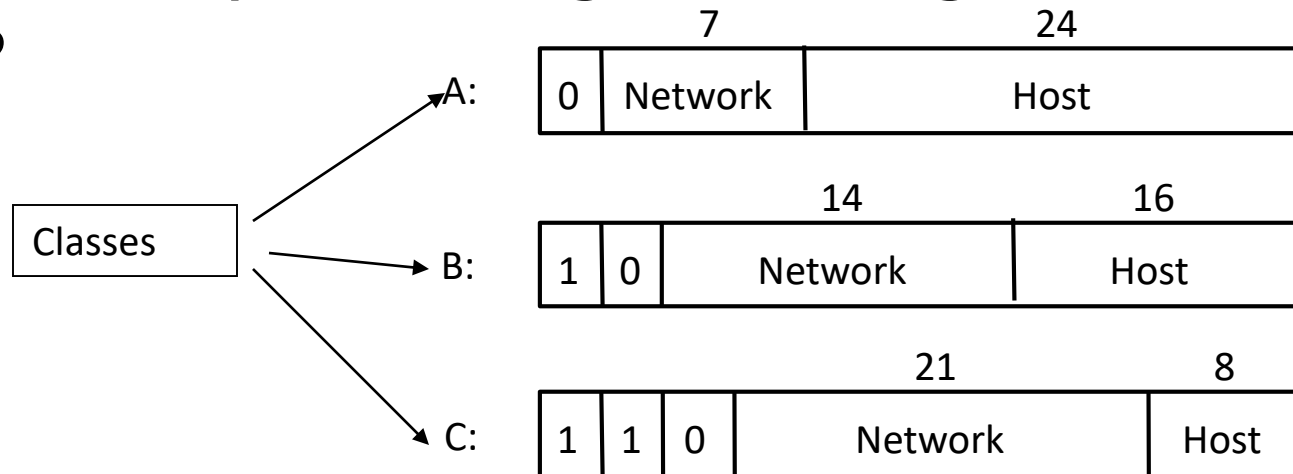 7 24
A: 0 Network Host
14 16
Classes
B: 1 0 Network Host
21 8
C: 1 1 0 Network Host